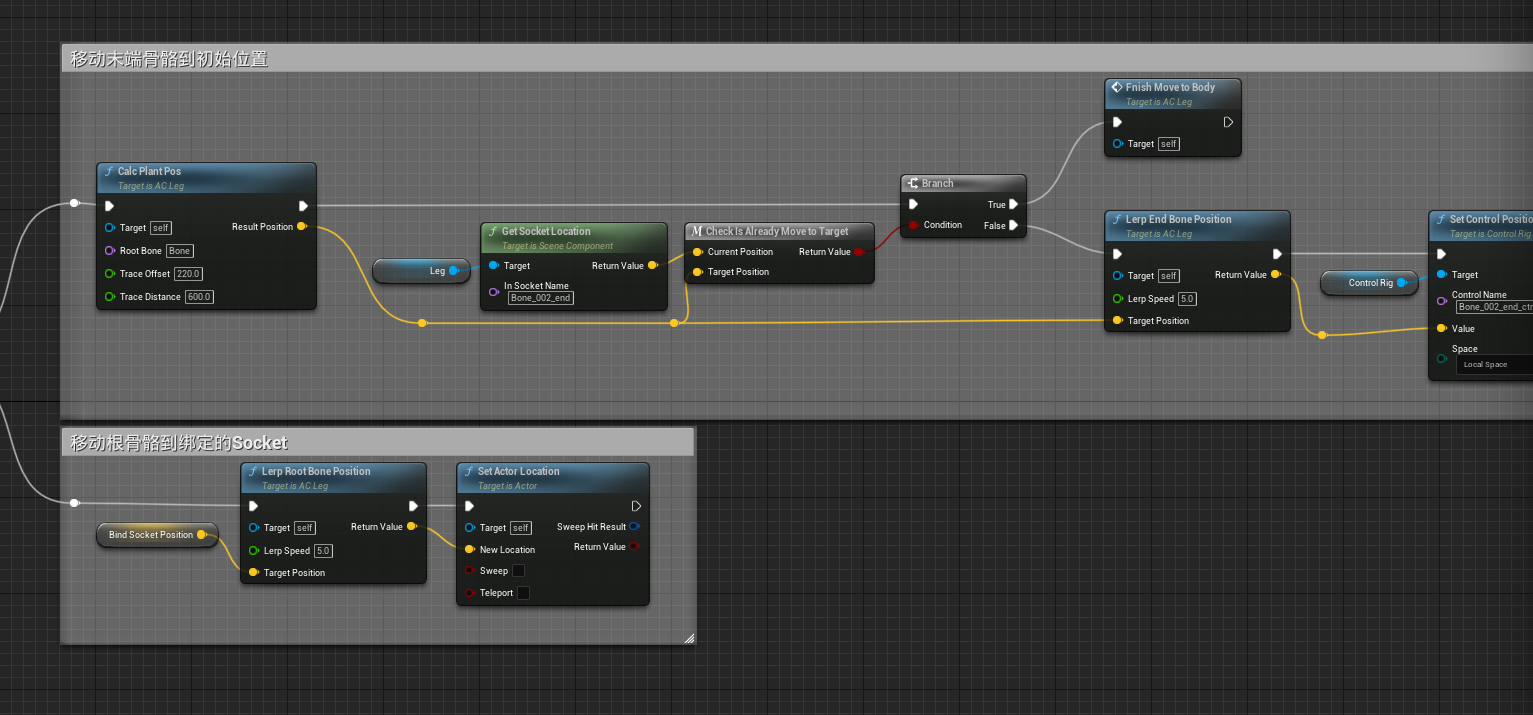 移动末端骨骼到初始位置
Fnish Move to Body
Target is AC Leg
Target self
Calc Plant Pos
Target is AC Leg
Target self
Result Position
Root Bone Bone
Trace Offset 220.0
Trace Distance 600.0
Leg
Get Socket Location
Target is Scene Component
Target
Return Value
In Socket Name
Bone_002_end
Check Is Already Move to Target
Current Position
Return Value
Target Position
Branch
True
Condition
False
Lerp End Bone Position
Target is AC Leg
Target self
Return Value
Lerp Speed 5.0
Target Position
Control Rig
Set Control Positio
Target is Control Rig
Target
Control Name
Bone_002_end_ctr
Value
Space
Local Space
移动根骨骼到绑定的Socket
Bind Socket Position
Lerp Root Bone Position
Target is AC Leg
Target self
Return Value
Lerp Speed 5.0
Target Position
Set Actor Location
Target is Actor
Target self
Sweep Hit Result
New Location
Return Value
Sweep
Teleport